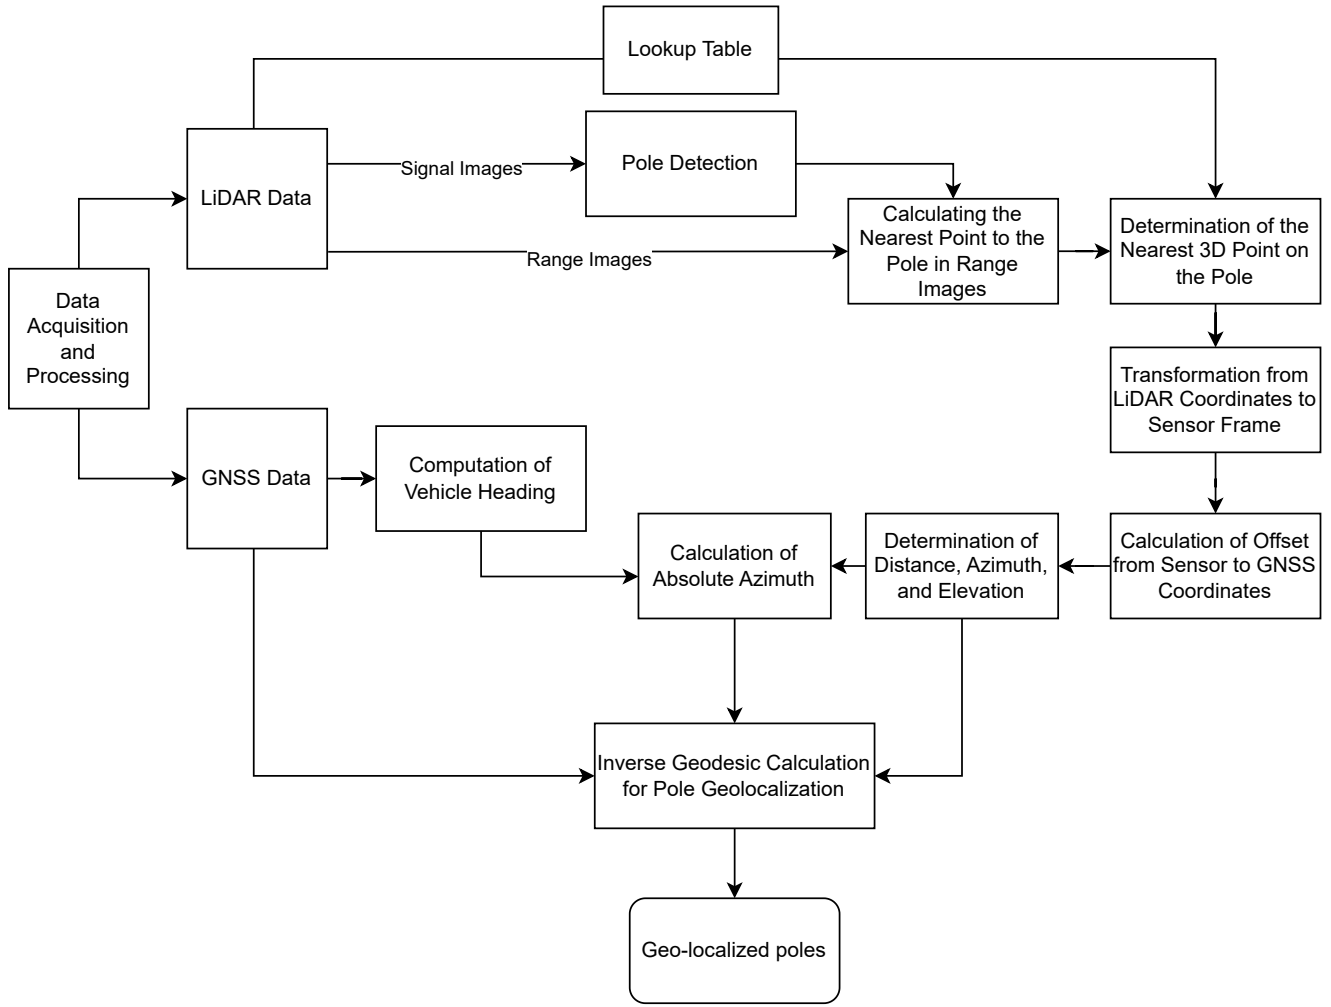 Lookup Table
Signal Images
Pole Detection
LiDAR Data
Range Images
Calculating the
Nearest Point to the
Pole in Range
Images
Determination of the
Nearest 3D Point on
the Pole
Data
Acquisition
and
Processing
Transformation from
LiDAR Coordinates to
Sensor Frame
GNSS Data
Computation of
Vehicle Heading
Calculation of
Absolute Azimuth
Determination of
Distance, Azimuth,
and Elevation
Calculation of Offset
from Sensor to GNSS
Coordinates
Inverse Geodesic Calculation
for Pole Geolocalization
Geo-localized poles